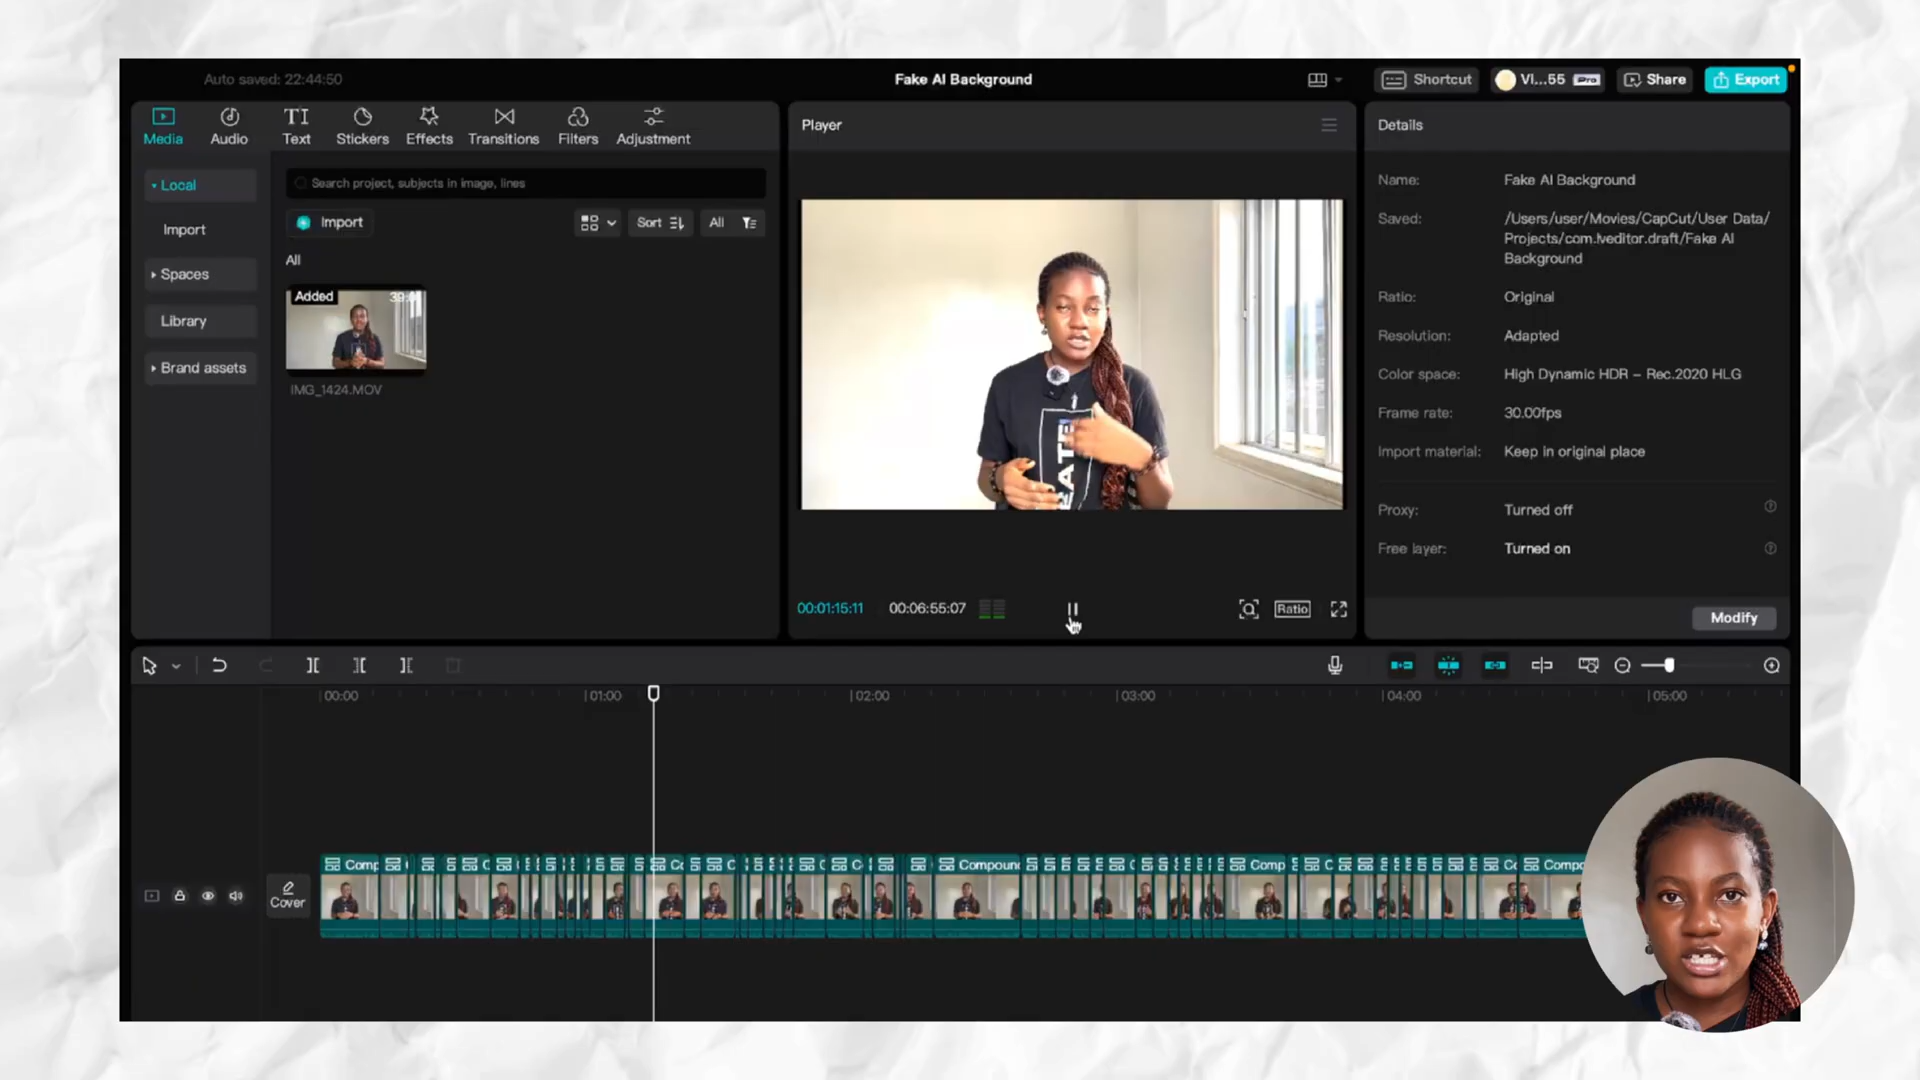 Auto saved: 22:44:50
Fake AI Background
Shortcut
VI...55 Pro
Share
Export
Media
Audio
TI
Text
Stickers
Effects
Transitions
Filters
Adjustment
Player
Details
Local
Import
Spaces
Library
Brand assets
Search project, subjects in image, lines
Import
Sort
All
All
Added
IMG_1424.MOV
00:01:15:11
00:06:55:07
Ratio
Name: Fake AI Background
Saved: /Users/user/Movies/CapCut/User Data/
Projects/com.lveditor.draft/Fake AI
Background
Ratio: Original
Resolution: Adapted
Color space: High Dynamic HDR – Rec.2020 HLG
Frame rate: 30.00fps
Import material: Keep in original place
Proxy: Turned off
Free layer: Turned on
Modify
00:00
01:00
02:00
03:00
04:00
05:00
Cover
Comp
C
Cc
C
C
C
Compound
C
Comp
C
Cc
Compo